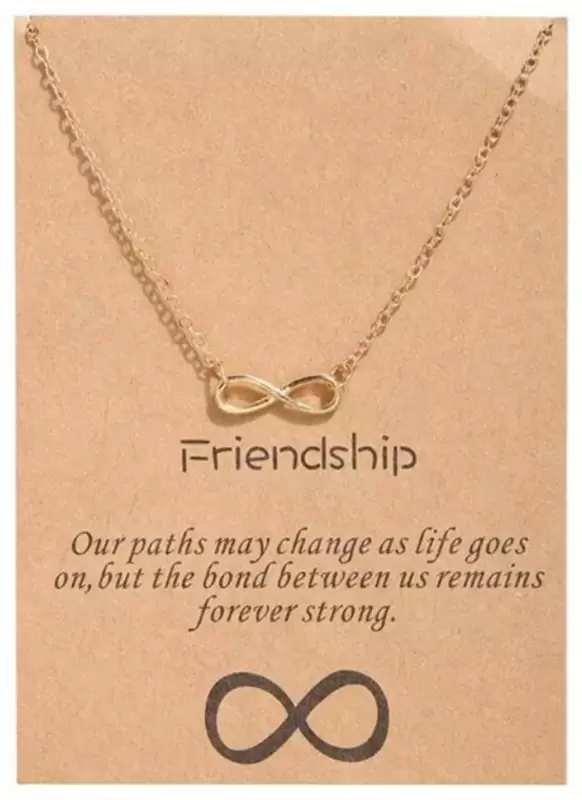 Friendship
Our paths may change as life goes
on,but the bond between us remains
forever strong.